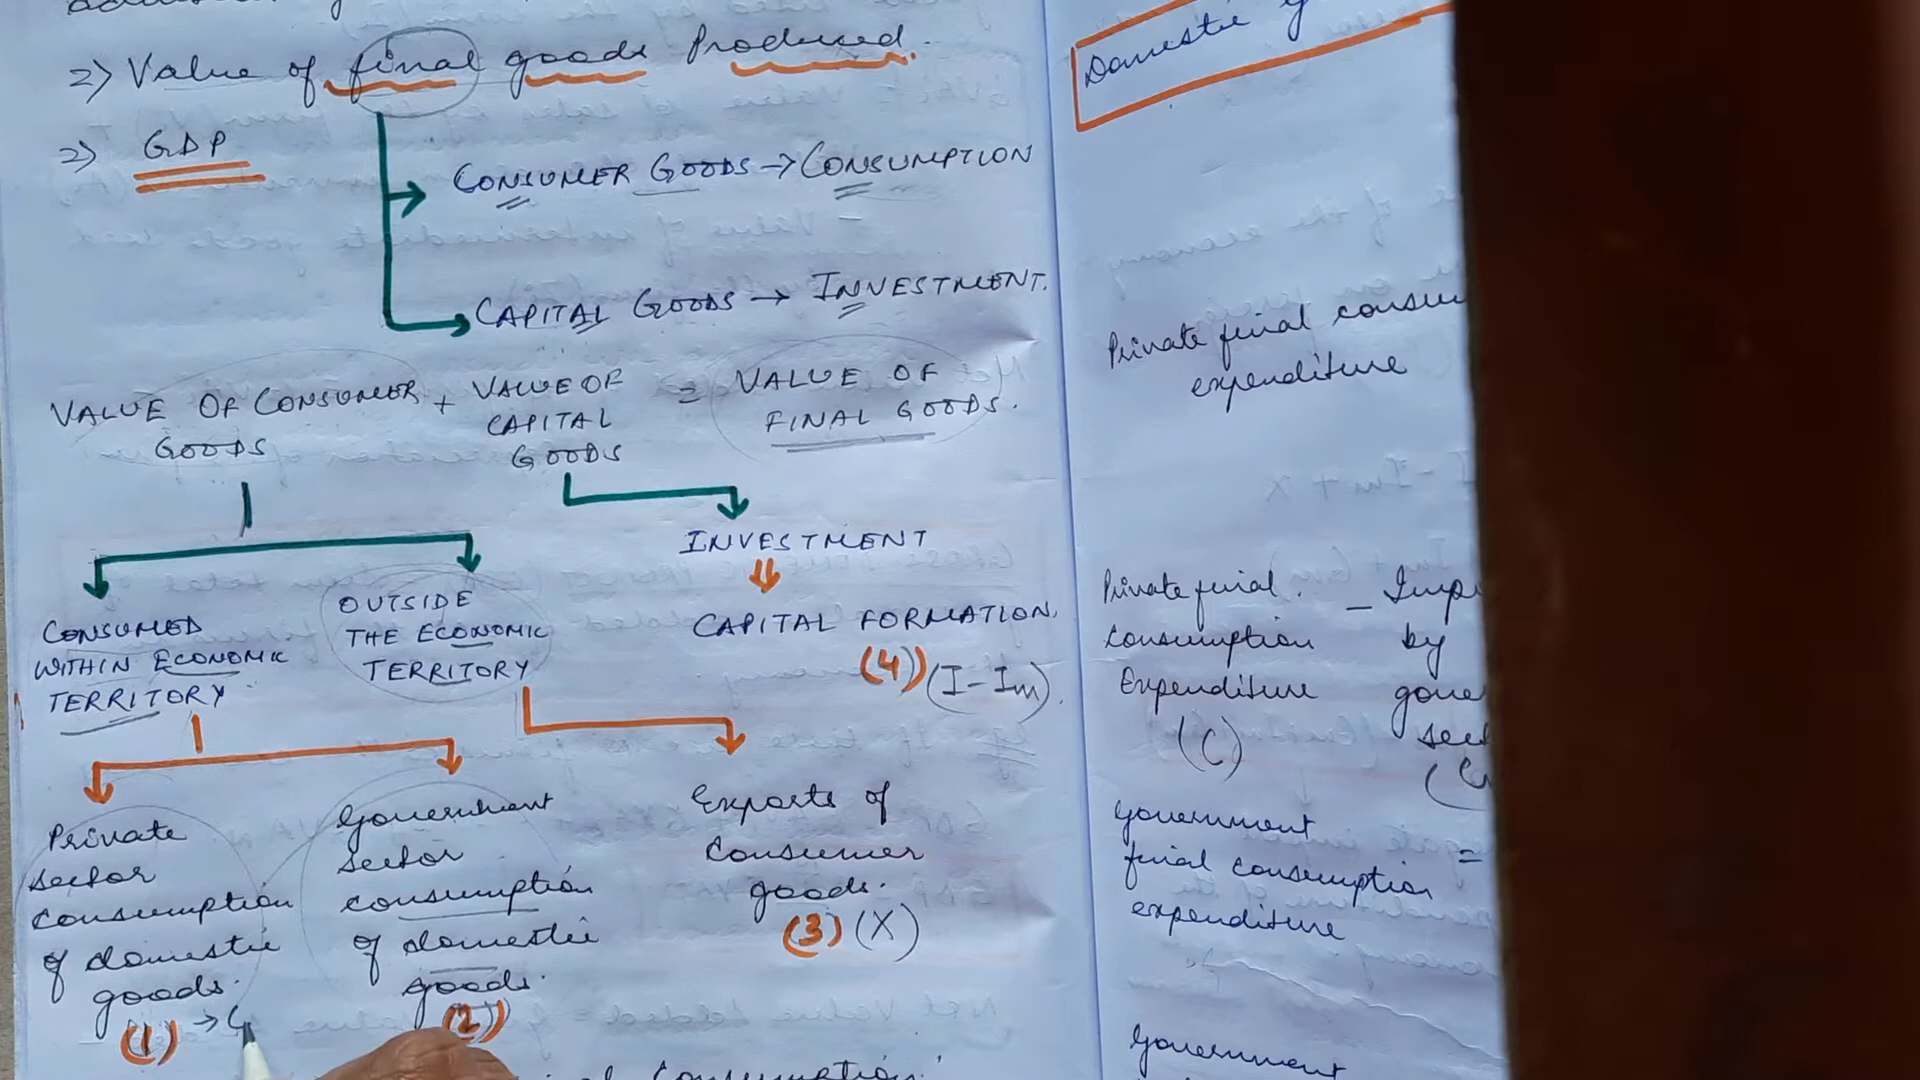 => Value of final goods Produced.
=> GDP
CONSUMER GOODS → CONSUMPTION
CAPITAL GOODS → INVESTMENT.
VALUE OF CONSUMER GOODS + VALUE OF CAPITAL GOODS = VALUE OF FINAL GOODS.
INVESTMENT
CAPITAL FORMATION.
(4) (I-Im).
CONSUMED
WITHIN ECONOMIC
TERRITORY
OUTSIDE
THE ECONOMIC
TERRITORY
Private
sector
consumption
of domestic
goods.
(1) → (
Government
sector
consumption
of domestic
goods.
(2)
Exports of
Consumer
goods.
(3) (X)
Consumption
Domestic
Private final
expenditure
Private final
Consumption
Expenditure
(C)
-
by
Government
final consumption =
expenditure
Government